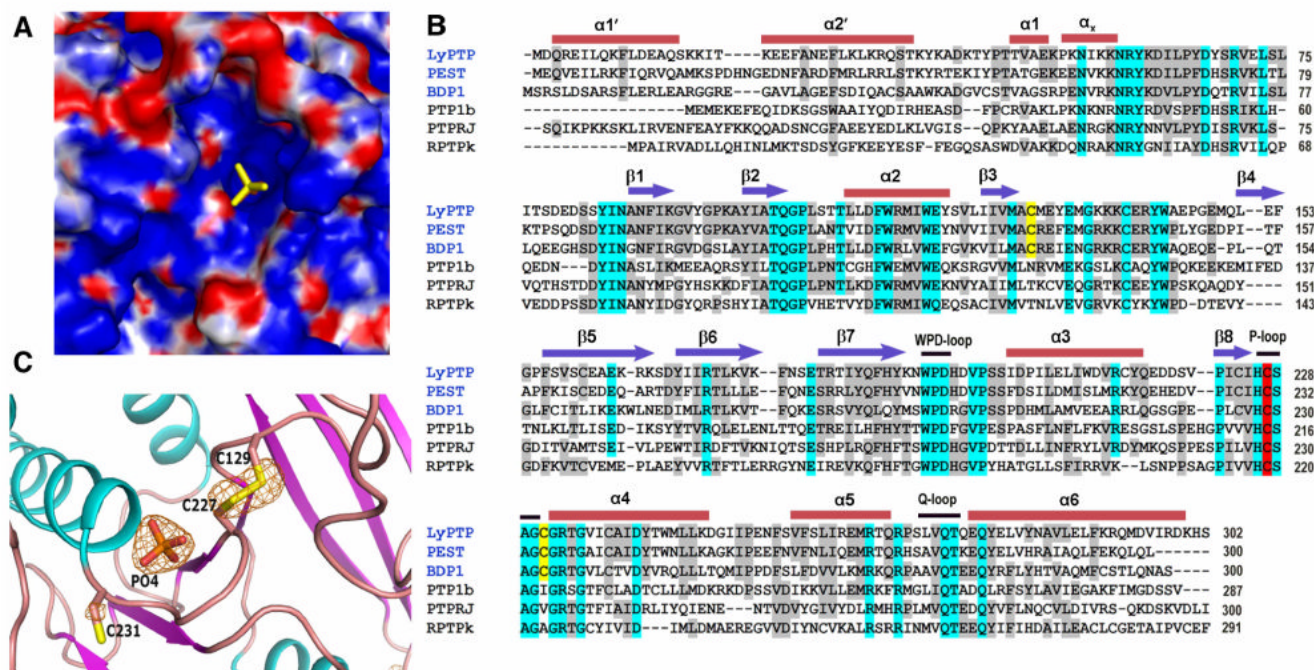 A
B
α1′ α2′ α1 αx
LyPTP --MDQREILQKFLDEAQSKKIT----KEEFANEFLKLKRQSTKYKADKTYPTTVAEKPKNIKKNRYKDILPYDYSRVELSL 75
PEST --MEQVEILRKFIQRVQAMKSPDHNGEDNFARDFMRLRRLSTKYRTEKIYPTATGEKEENVKKNRYKDILPFDHSRVKLTL 79
BDP1 MSRSLDSARSFLERLEARGGRE----GAVLAGEFSDIQACSAAWKADGVCSTVAGSRPENVRKNRYKDVLPYDQTRVILSL 77
PTP1b ----------------MEMEKEFEQIDKSGSWAAIYQDIRHEASD--FPCRVAKLPKNKNRNRYRDVSPFDHSRIKLH- 60
PTPRJ -SQIKPKKSKLIRVENFEAYFKKQQADSNCGFAEEYEDLKLVGIS--QPKYAAELAENRGKNRYNNVLPYDISRVKLS- 75
RPTPk ----------MPAIRVADLLQHINLMKTSDSYGFKEEYES-FFEGQSASWDVAKKDQNRAKNRYGNIIAYDHSRVILQP 68
β1 β2 α2 β3 β4
LyPTP ITSDEDSSYINANFIKGVYGPKAYIATQGPLSTTLLDFWRMIWEYSVLIIVMACMEYEMGKKKCERYWAEPGEMQL--EF 153
PEST KTPSQDSDYINANFIKGVYGPKAYVATQGPLANTVIDFWRMIWEYNVVIIVMACREFEMGRKKCERYWPLYGEDPI--TF 157
BDP1 LQEEGHSDYINGNFIRGVDGSLAYIATQGPLPHTLLDFWRLVWEFGVKVILMACREIENGRKRCERYWAQEQE-PL--QT 154
PTP1b QEDN---DYINASLIKMEEAQRSYILTQGPLPNTCGHFWEMVWEQKSRGVVMLNRVMEKGSLKCAQYWPQKEEKEMIFED 137
PTPRJ VQTHSTDDYINANYMPGYHSKKDFIATQGPLPNTLKDFWRMVWEKNVYAIIMLTKCVEQGRTKCEEYWPSKQAQDY---- 151
RPTPk VEDDPSSDYINANYIDGYQRPSHYIATQGPVHETVYDFWRMIWQEQSACIVMVTNLVEVGRVKCYKYWPD-DTEVY---- 143
β5 β6 β7 WPD-loop α3 β8 P-loop
LyPTP GPFSVSCEAEK-RKSDYIIRTLKVK--FNSETRTIYQFHYKNWPDHDVPSSIDPILELIWDVRCYQEDDSV--PICIHCS 228
PEST APFKISCEDEQ-ARTDYFIRTLLLE--FQNESRRLYQFHYVNWPDHDVPSSFDSILDMISLMRKYQEHEDV--PICIHCS 232
BDP1 GLFCITLIKEKWLNEDIMLRTLKVT--FQKESRSVYQLQYMSWPDRGVPSSPDHMLAMVEEARRLQGSGPE--PLCVHCS 230
PTP1b TNLKLTLISED-IKSYYTVRQLELENLTTQETREILHFHYTTWPDFGVPESPASFLNFLFKVRESGSLSPEHGPVVVHCS 216
PTPRJ GDITVAMTSEI-VLPEWTIRDFTVKNIQTSESHPLRQFHFTSWPDHGVPDTTDLLINFRYLVRDYMKQSPPESPILVHCS 230
RPTPk GDFKVTCVEME-PLAEYVVRTFTLERRGYNEIREVKQFHFTGWPDHGVPYHATGLLSFIRRVK--LSNPPSAGPIVVHCS 220
α4 α5 Q-loop α6
LyPTP AGCGRTGVICAIDYTWMLLKDGIIPENFSVFSLIREMRTQRPSLVQTQEQYELVYNAVLELFKRQMDVIRDKHS 302
PEST AGCGRTGAICAIDYTWNLLKAGKIPEEFNVFNLIQEMRTQRHSAVQTKEQYELVHRAIAQLFEKQLQL------ 300
BDP1 AGCGRTGVLCTVDYVRQLLLTQMIPPDFSLFDVVLKMRKQRPAAVQTEEQYRFLYHTVAQMFCSTLQNAS---- 300
PTP1b AGIGRSGTFCLADTCLLLMDKRKDPSSVDIKKVLLEMRKFRMGLIQTADQLRFSYLAVIEGAKFIMGDSSV--- 287
PTPRJ AGVGRTGTFIAIDRLIYQIENE---NTVDVYGIVYDLRMHRPLMVQTEDQYVFLNQCVLDIVRS-QKDSKVDLI 300
RPTPk AGAGRTGCYIVID---IMLDMAEREGVVDIYNCVKALRSRRINMVQTEEQYIFIHDAILEACLCGETAIPVCEF 291
C
C129
C227
PO4
C231